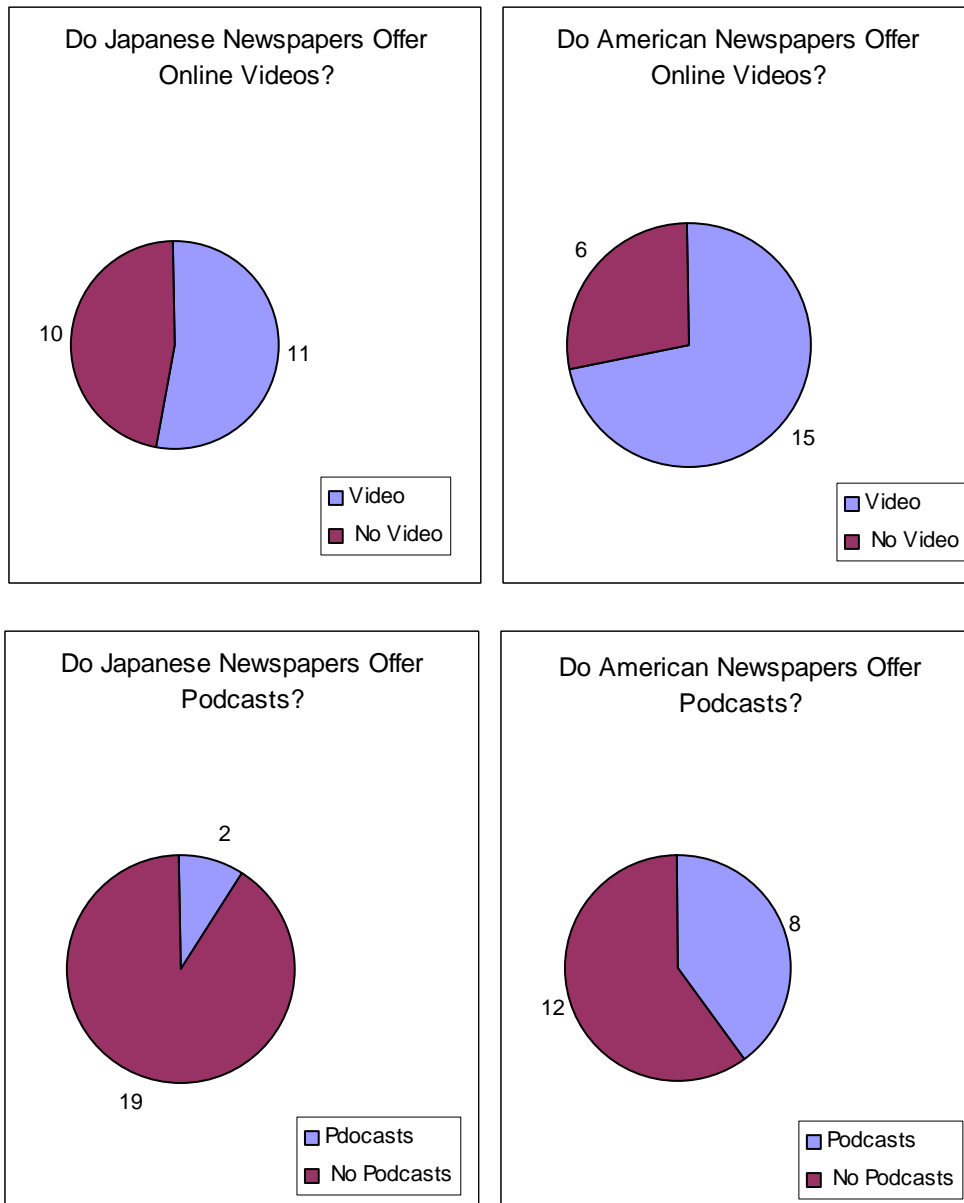 Do Japanese Newspapers Offer
Online Videos?
10
11
Video
No Video
Do American Newspapers Offer
Online Videos?
6
15
Video
No Video
Do Japanese Newspapers Offer
Podcasts?
2
19
Pdocasts
No Podcasts
Do American Newspapers Offer
Podcasts?
8
12
Podcasts
No Podcasts